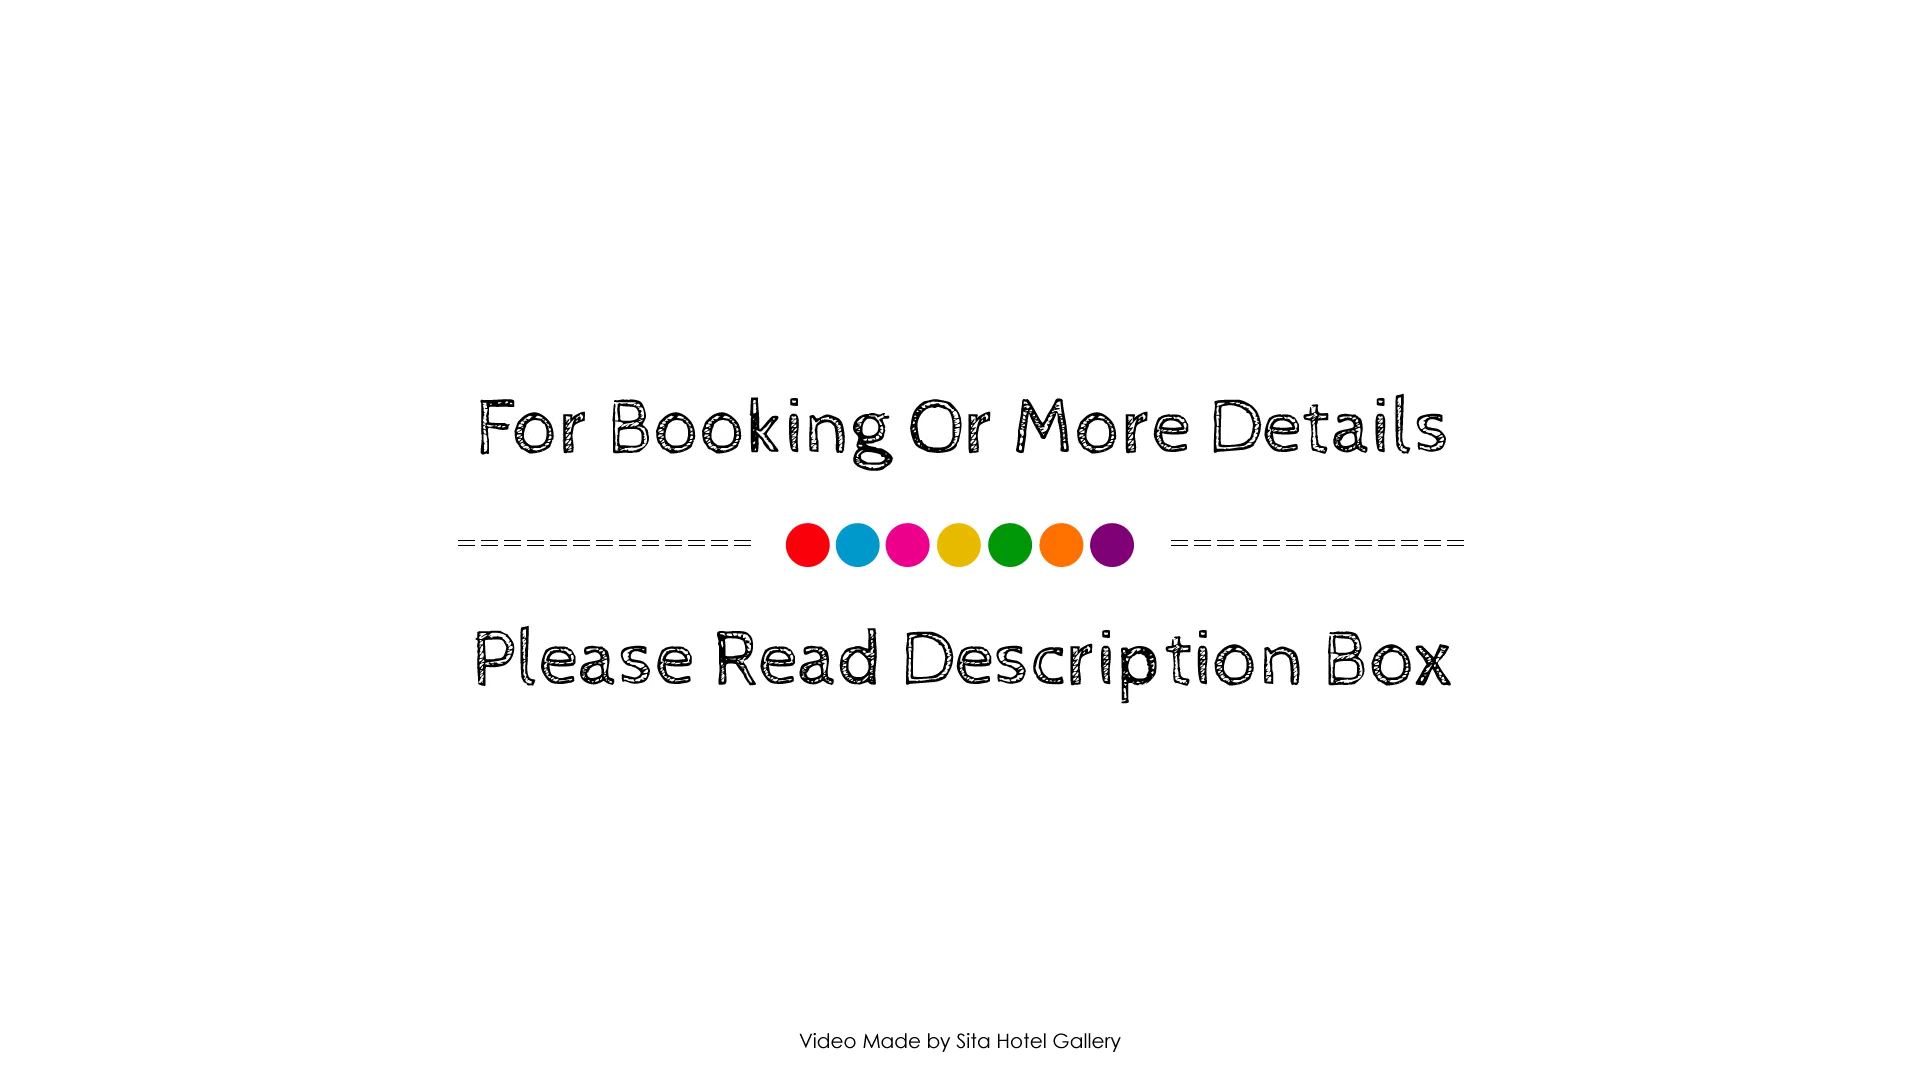 For Booking Or More Details
============= =============
Please Read Description Box
Video Made by Sita Hotel Gallery